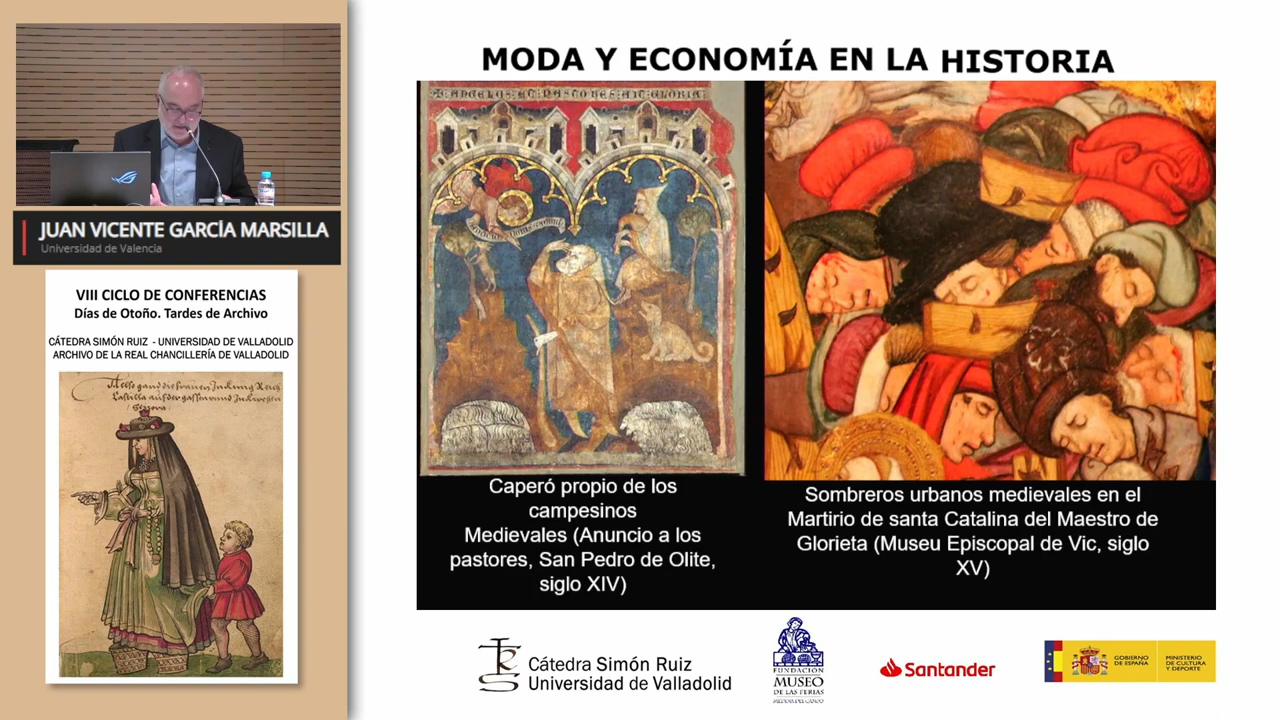 MODA Y ECONOMÍA EN LA HISTORIA
JUAN VICENTE GARCÍA MARSILLA
Universidad de Valencia
VIII CICLO DE CONFERENCIAS
Días de Otoño. Tardes de Archivo
CÁTEDRA SIMÓN RUIZ - UNIVERSIDAD DE VALLADOLID
ARCHIVO DE LA REAL CHANCILLERÍA DE VALLADOLID
Caperó propio de los
campesinos
Medievales (Anuncio a los
pastores, San Pedro de Olite,
siglo XIV)
Sombreros urbanos medievales en el
Martirio de santa Catalina del Maestro de
Glorieta (Museu Episcopal de Vic, siglo
XV)
Cátedra Simón Ruiz
Universidad de Valladolid
FUNDACIÓN
MUSEO
DE LAS FERIAS
MEDINA DEL CAMPO
Santander
GOBIERNO
DE ESPAÑA
MINISTERIO
DE CULTURA
Y DEPORTE